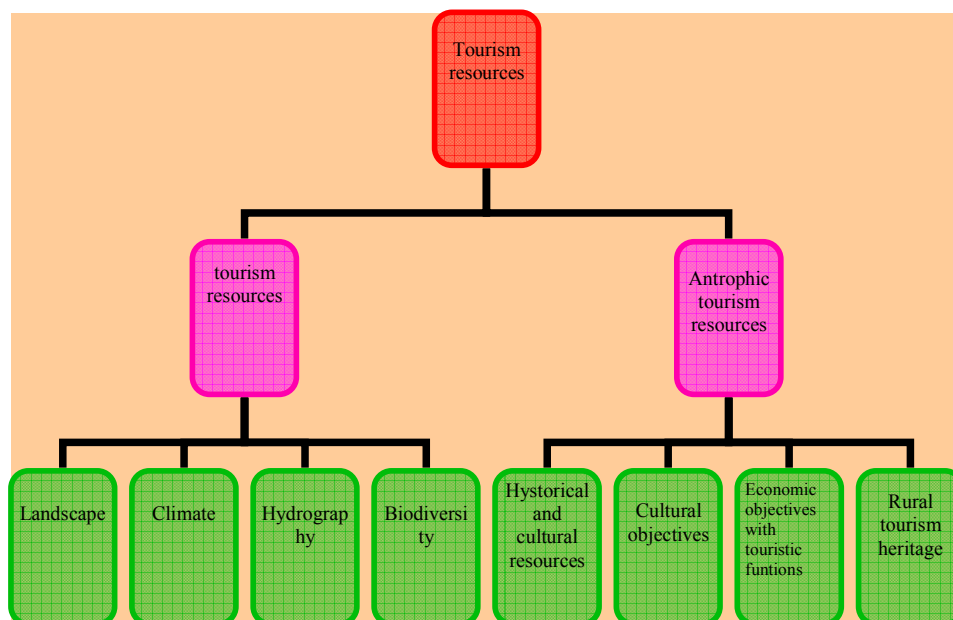 Tourism
resources
tourism
resources
Antrophic
tourism
resources
Landscape
Climate
Hydrogra
hy
Biodiversi
ty
Hystorical
and
cultural
resources
Cultural
objectives
Economic
objectives
with
touristic
funtions
Rural
tourism
heritage